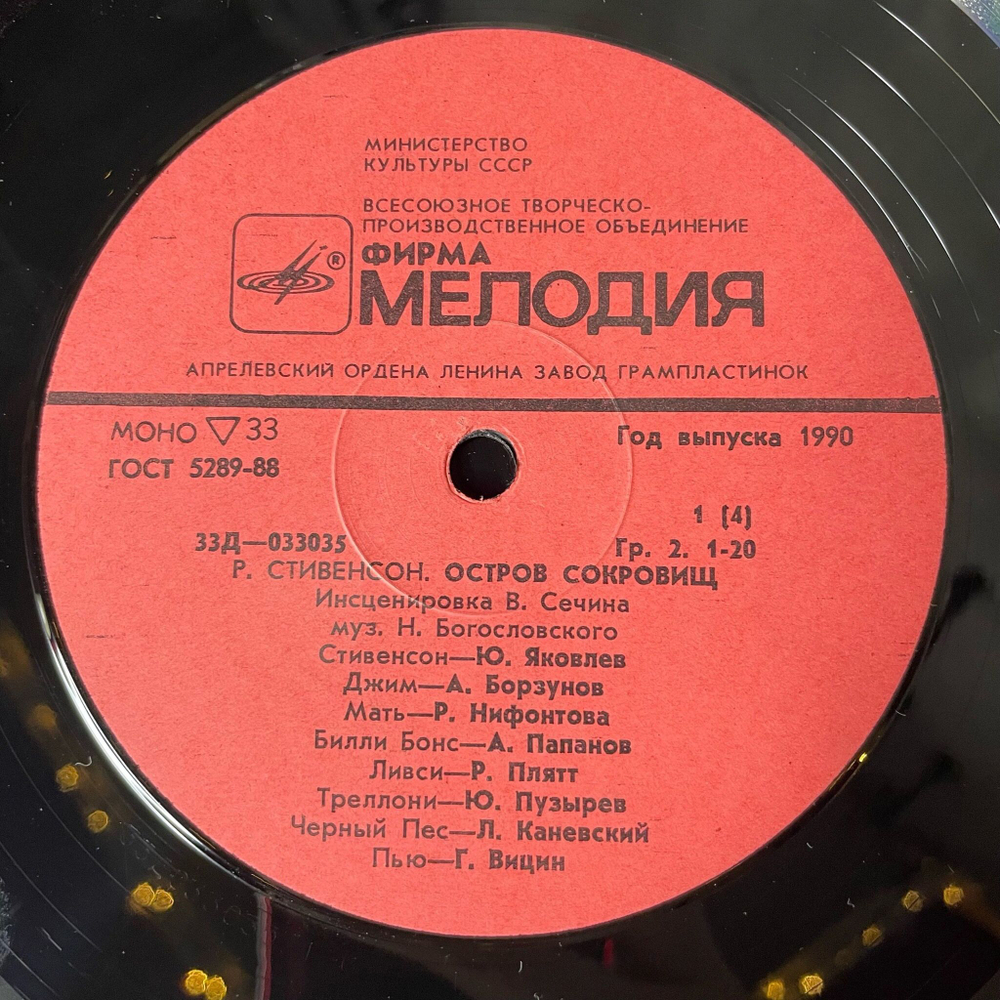 МИНИСТЕРСТВО
КУЛЬТУРЫ СССР
ВСЕСОЮЗНОЕ ТВОРЧЕСКО-
ПРОИЗВОДСТВЕННОЕ ОБЪЕДИНЕНИЕ
ФИРМА
®
МЕЛОДИЯ
АПРЕЛЕВСКИЙ ОРДЕНА ЛЕНИНА ЗАВОД ГРАМПЛАСТИНОК
МОНО ▽ 33
Год выпуска 1990
ГОСТ 5289-88
1 (4)
33Д—033035
Гр. 2. 1-20
Р. СТИВЕНСОН. ОСТРОВ СОКРОВИЩ
Инсценировка В. Сечина
муз. Н. Богословского
Стивенсон—Ю. Яковлев
Джим—А. Борзунов
Мать—Р. Нифонтова
Билли Бонс—А. Папанов
Ливси—Р. Плятт
Треллони—Ю. Пузырев
Черный Пес—Л. Каневский
Пью—Г. Вицин